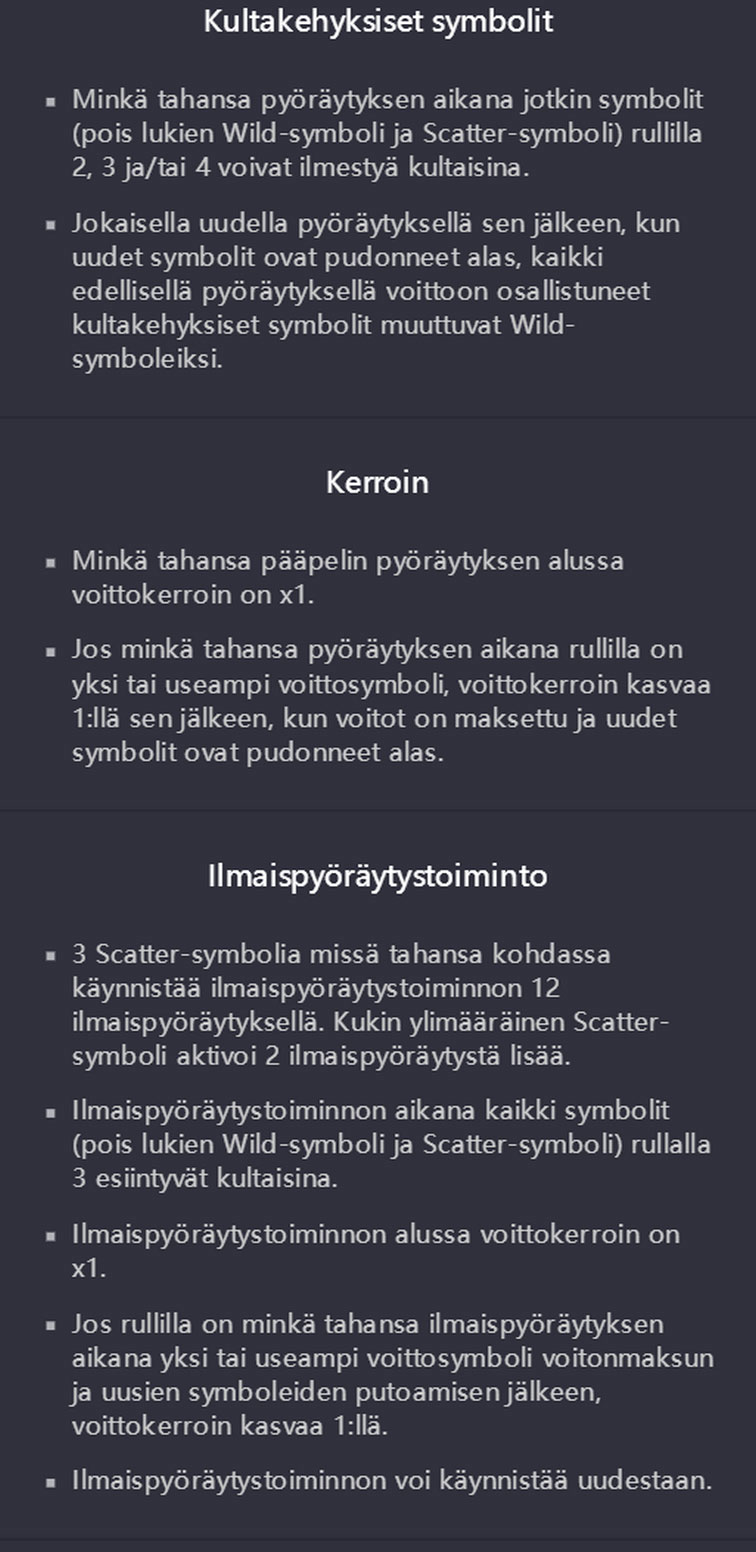 Kultakehyksiset symbolit
▪ Minkä tahansa pyöräytyksen aikana jotkin symbolit
(pois lukien Wild-symboli ja Scatter-symboli) rullilla
2, 3 ja/tai 4 voivat ilmestyä kultaisina.
▪ Jokaisella uudella pyöräytyksellä sen jälkeen, kun
uudet symbolit ovat pudonneet alas, kaikki
edellisellä pyöräytyksellä voittoon osallistuneet
kultakehyksiset symbolit muuttuvat Wild-
symboleiksi.
Kerroin
▪ Minkä tahansa pääpelin pyöräytyksen alussa
voittokerroin on x1.
▪ Jos minkä tahansa pyöräytyksen aikana rullilla on
yksi tai useampi voittosymboli, voittokerroin kasvaa
1:llä sen jälkeen, kun voitot on maksettu ja uudet
symbolit ovat pudonneet alas.
Ilmaispyöräytystoiminto
▪ 3 Scatter-symbolia missä tahansa kohdassa
käynnistää ilmaispyöräytystoiminnon 12
ilmaispyöräytyksellä. Kukin ylimääräinen Scatter-
symboli aktivoi 2 ilmaispyöräytystä lisää.
▪ Ilmaispyöräytystoiminnon aikana kaikki symbolit
(pois lukien Wild-symboli ja Scatter-symboli) rullalla
3 esiintyvät kultaisina.
▪ Ilmaispyöräytystoiminnon alussa voittokerroin on
x1.
▪ Jos rullilla on minkä tahansa ilmaispyöräytyksen
aikana yksi tai useampi voittosymboli voitonmaksun
ja uusien symboleiden putoamisen jälkeen,
voittokerroin kasvaa 1:llä.
▪ Ilmaispyöräytystoiminnon voi käynnistää uudestaan.